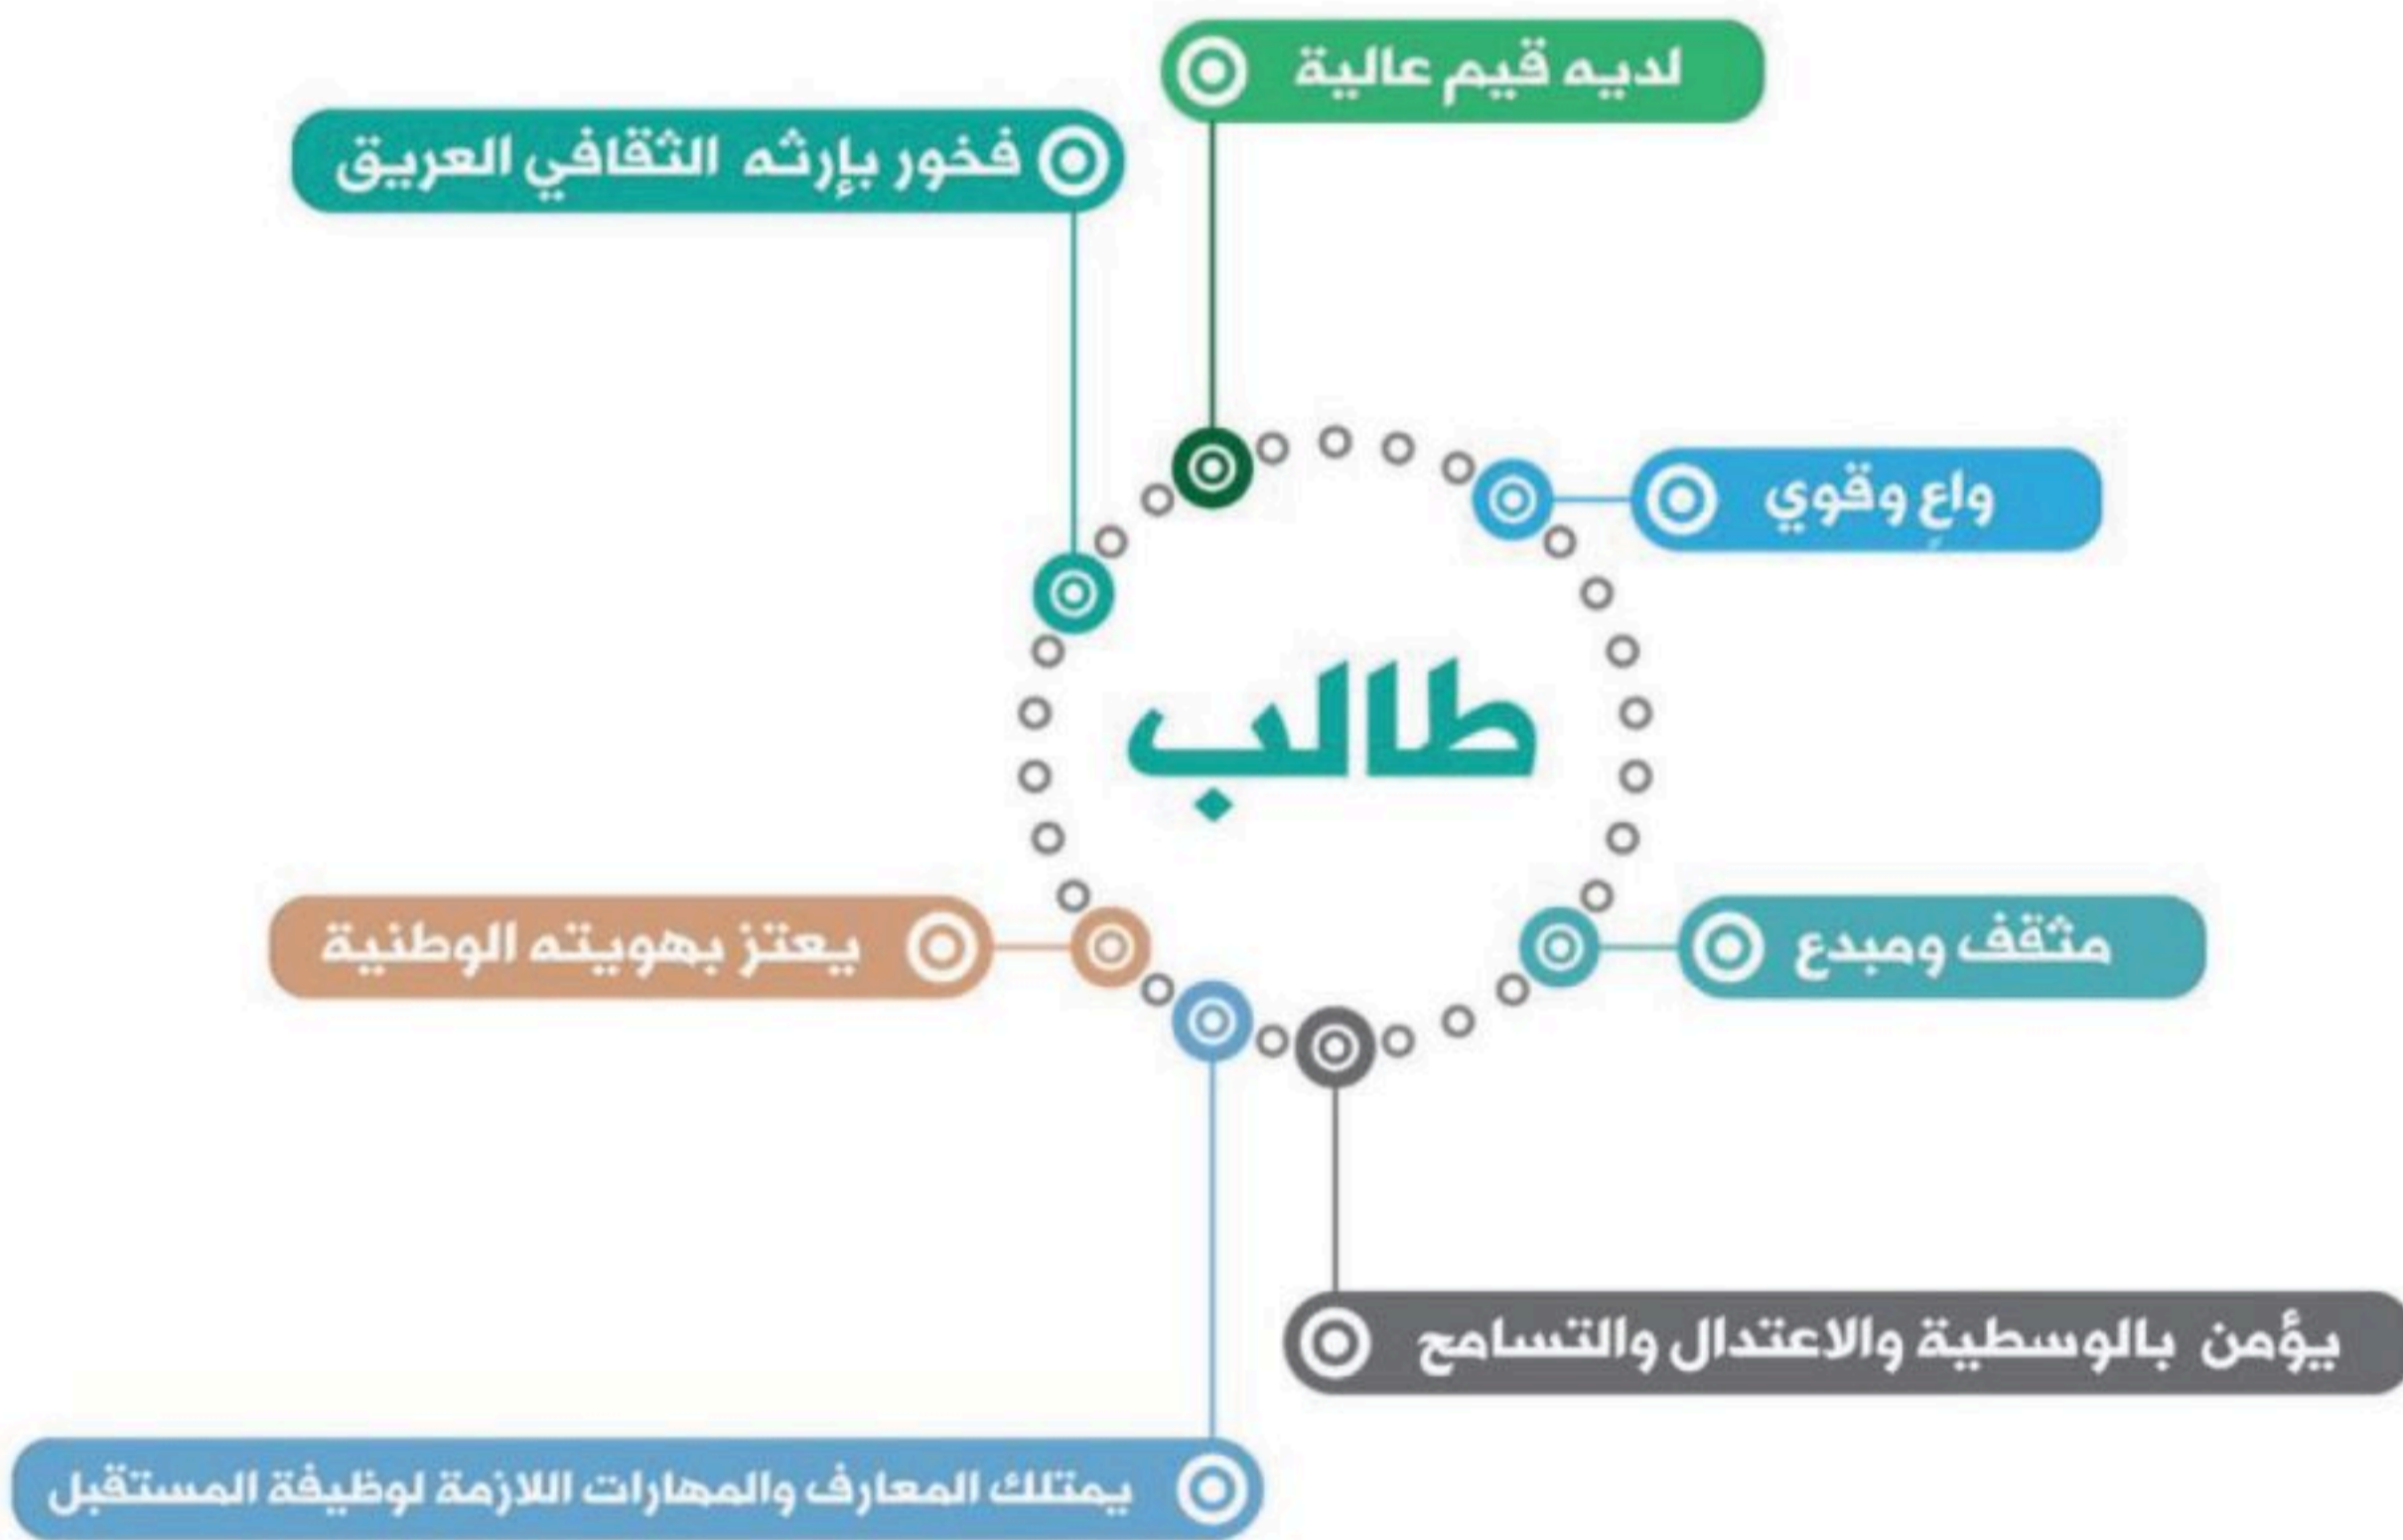 لديه قيم عالية
فخور بإرثه الثقافي العريق
واعٍ وقوي
طالب
مثقف ومبدع
يعتز بهويته الوطنية
يؤمن بالوسطية والاعتدال والتسامح
يمتلك المعارف والمهارات اللازمة لوظيفة المستقبل